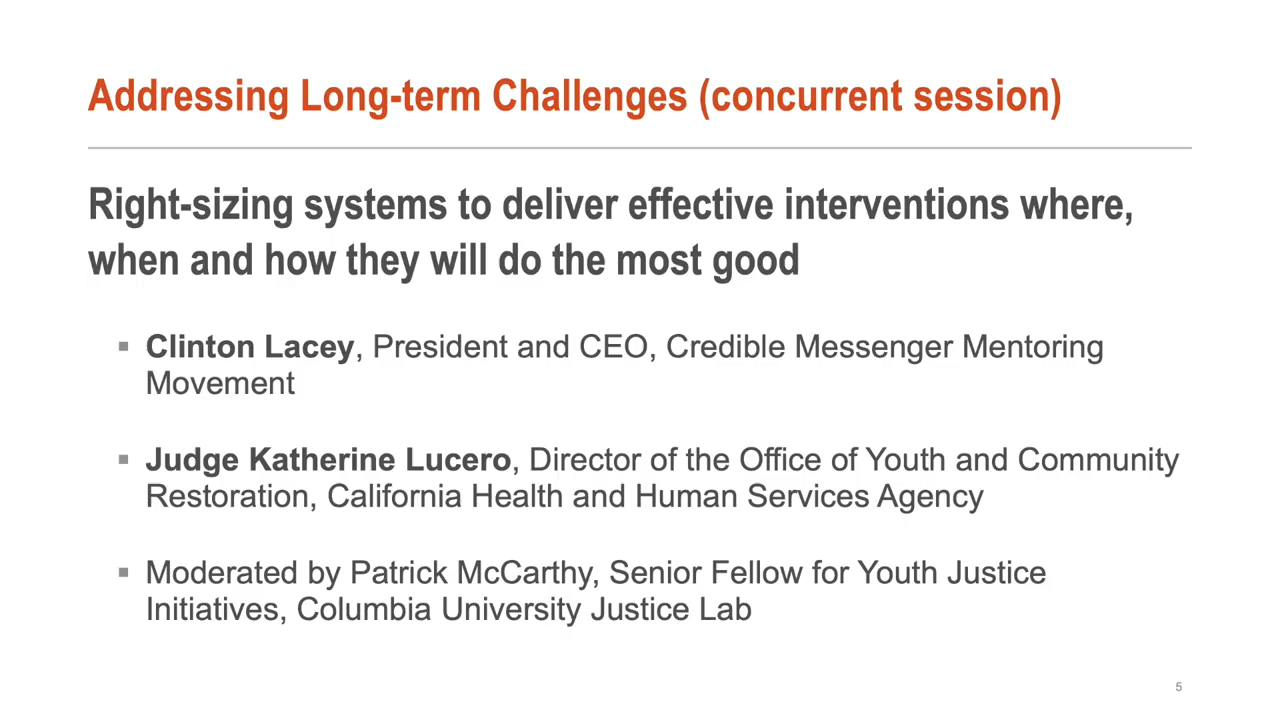 Addressing Long-term Challenges (concurrent session)
Right-sizing systems to deliver effective interventions where,
when and how they will do the most good
▪ Clinton Lacey, President and CEO, Credible Messenger Mentoring
Movement
▪ Judge Katherine Lucero, Director of the Office of Youth and Community
Restoration, California Health and Human Services Agency
▪ Moderated by Patrick McCarthy, Senior Fellow for Youth Justice
Initiatives, Columbia University Justice Lab
5